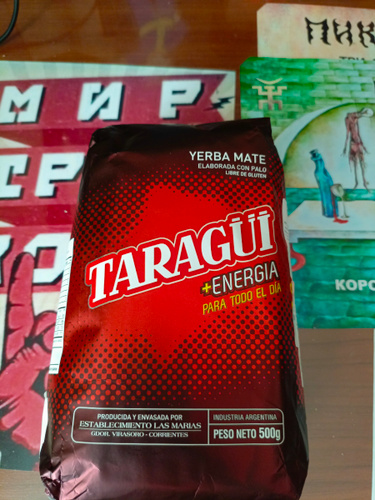 ПИК
МИР
YERBA MATE
ELABORADA CON PALO
LIBRE DE GLUTEN
TARAGÜI
+ENERGIA
PARA TODO EL DÍA
КОРО
PRODUCIDA Y ENVASADA POR
ESTABLECIMIENTO LAS MARIAS
GDOR. VIRASORO - CORRIENTES
INDUSTRIA ARGENTINA
PESO NETO 500g